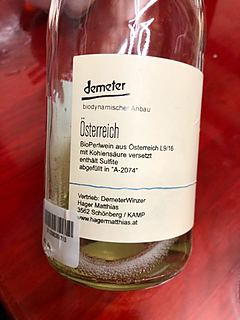 demeter
biodynamischer Anbau
Österreich
BioPerlwein aus Österreich L9/16
mit Kohlensäure versetzt
enthält Sulfite
abgefüllt in "A-2074"
Vertrieb: DemeterWinzer
Hager Matthias
3562 Schönberg / KAMP
www.hagermatthias.at